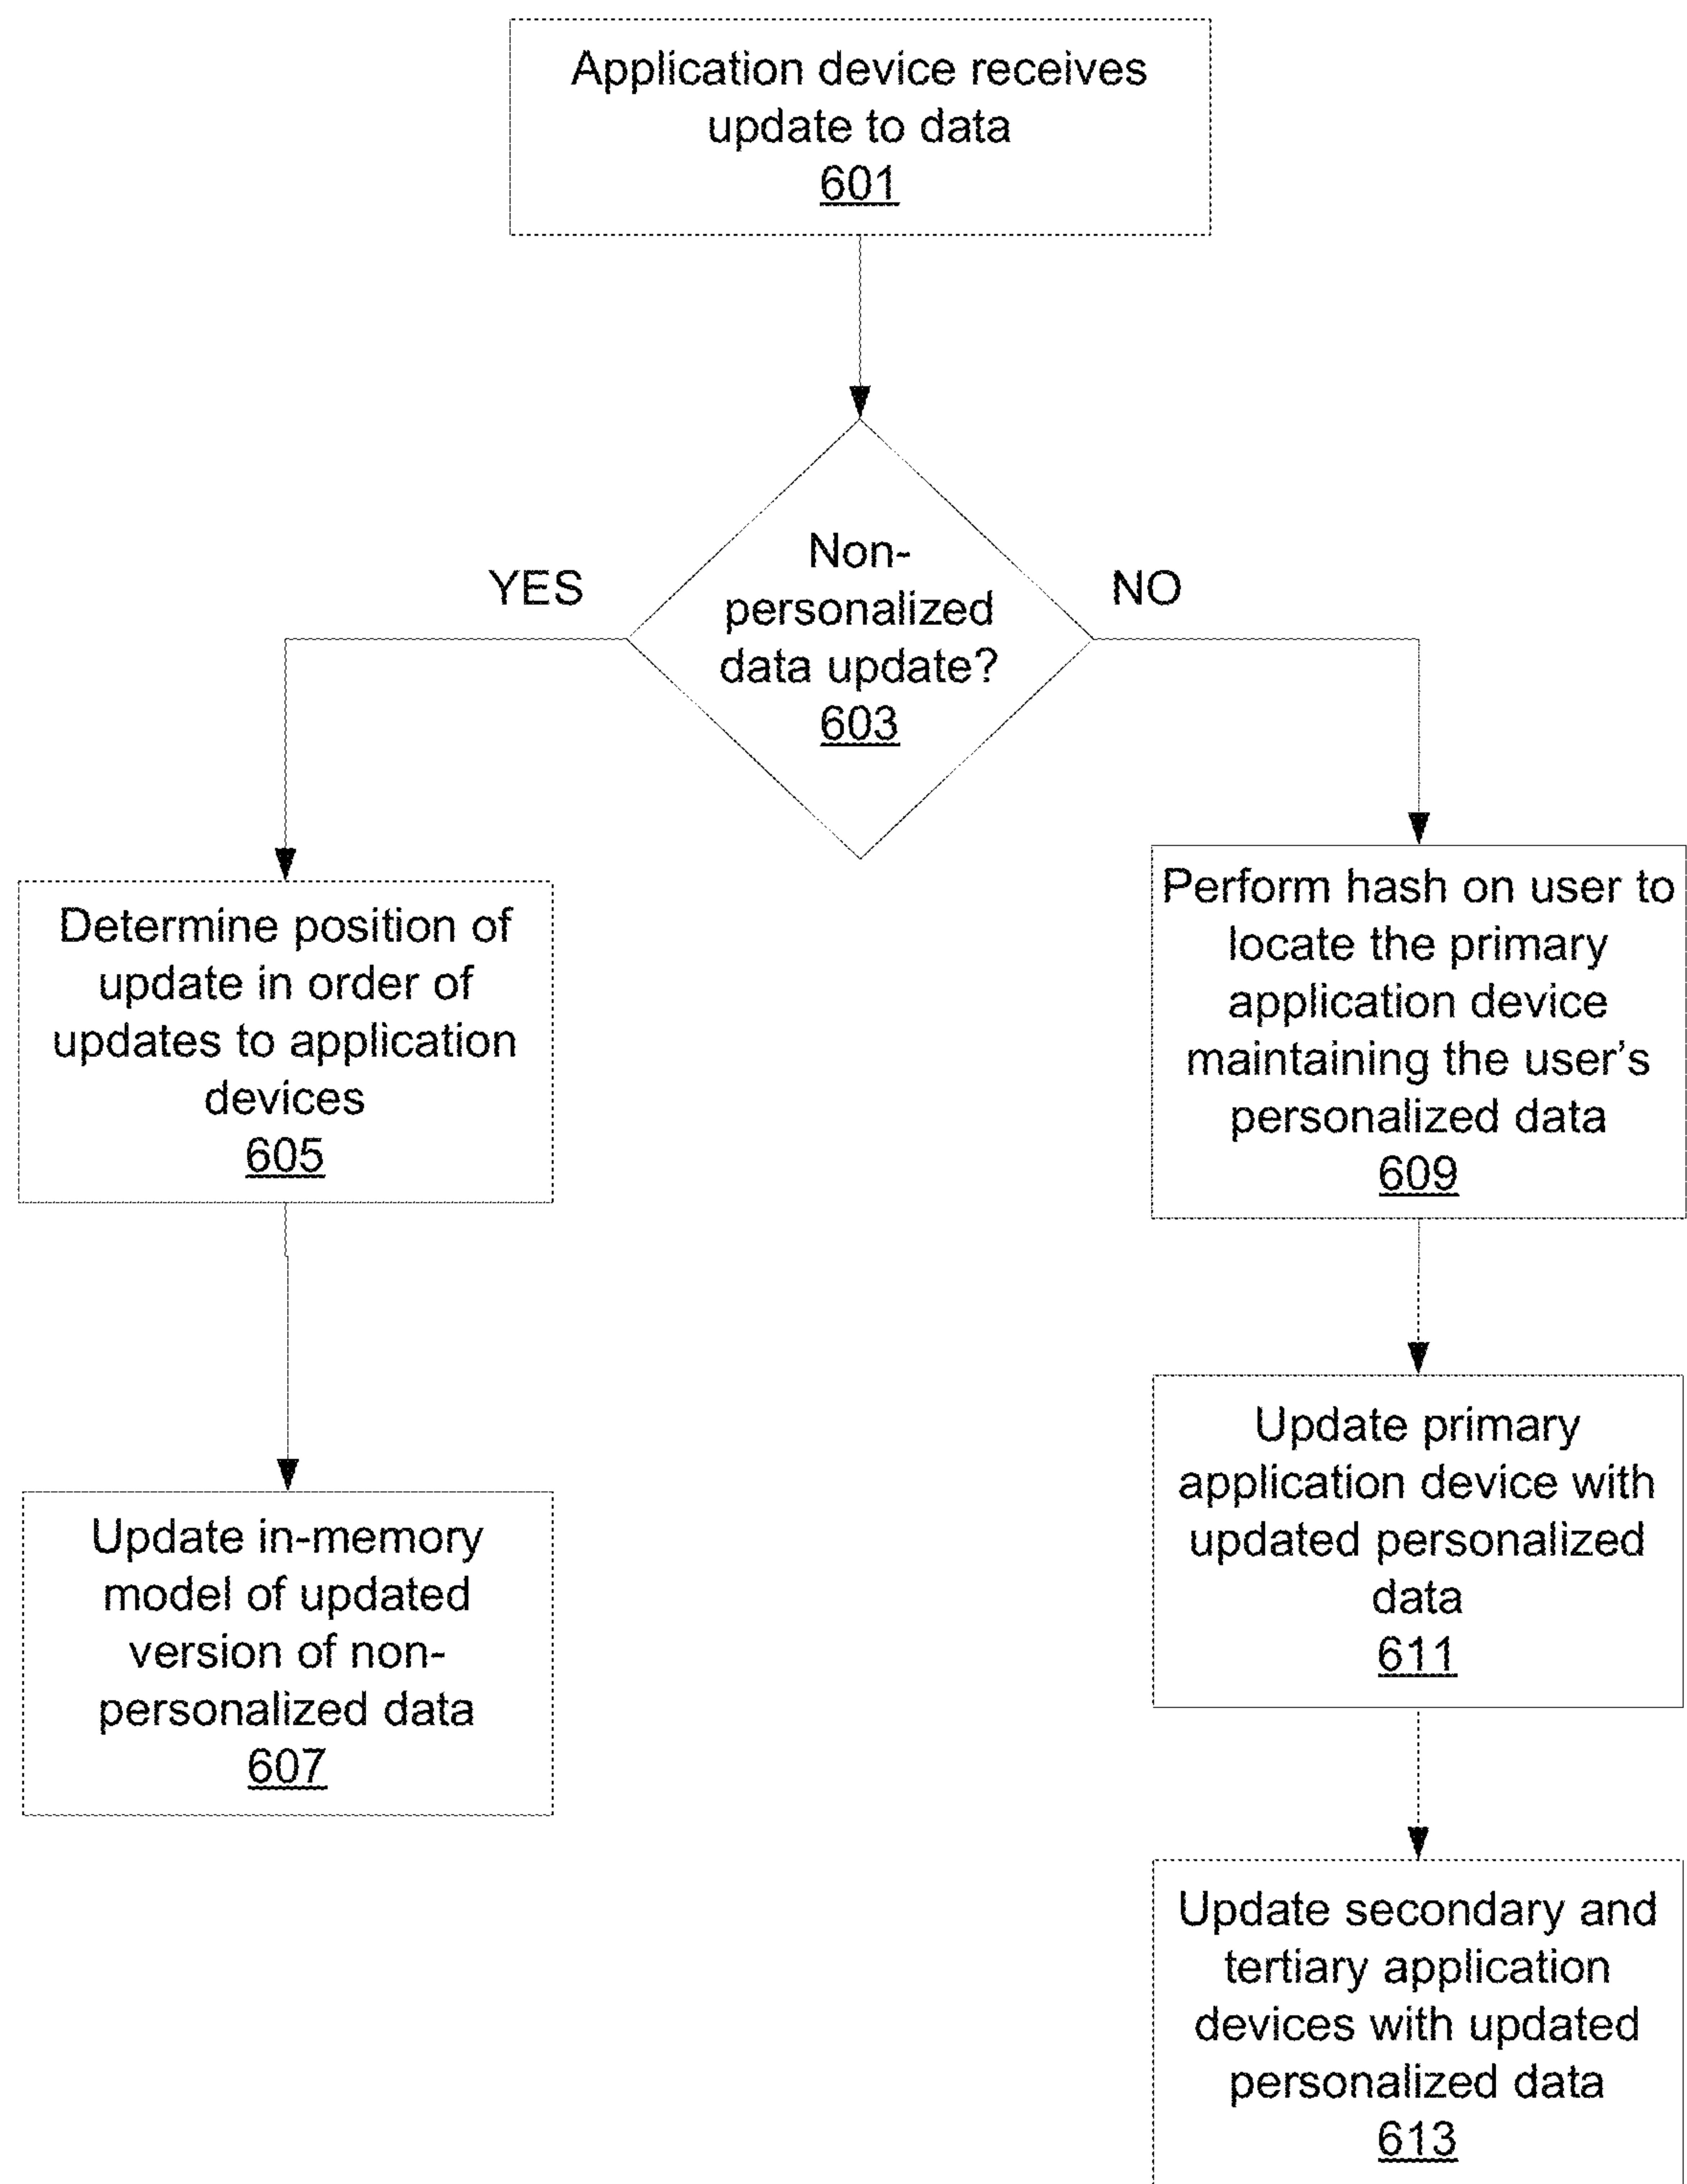 Application device receives
update to data
601
Non-
personalized
data update?
603
YES
NO
Determine position of
update in order of
updates to application
devices
605
Update in-memory
model of updated
version of non-
personalized data
607
Perform hash on user to
locate the primary
application device
maintaining the user's
personalized data
609
Update primary
application device with
updated personalized
data
611
Update secondary and
tertiary application
devices with updated
personalized data
613